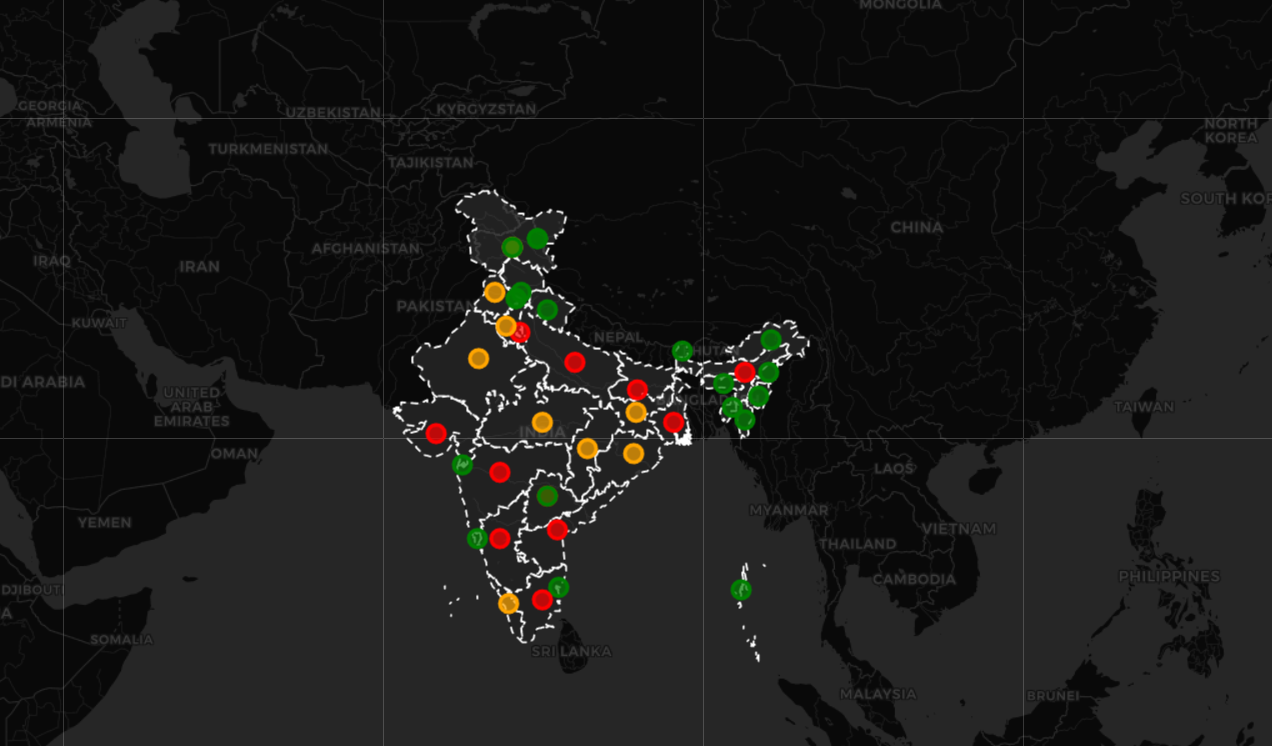 MONGOLIA
GEORGIA
ARMENIA
UZBEKISTAN
KYRGYZSTAN
NORTH
KOREA
TURKMENISTAN
TAJIKISTAN
SOUTH KOR
CHINA
AFGHANISTAN
IRAQ
IRAN
PAKISTAN
KUWAIT
NEPAL
HUTAN
DI ARABIA
UNITED
ARAB
EMIRATES
NGLAD
TAIWAN
INDIA
OMAN
LAOS
MYANMAR
YEMEN
VIETNAM
THAILAND
CAMBODIA
PHILIPPINES
DJIBOUTI
A
SOMALIA
SRI LANKA
MALAYSIA
BRUNEI